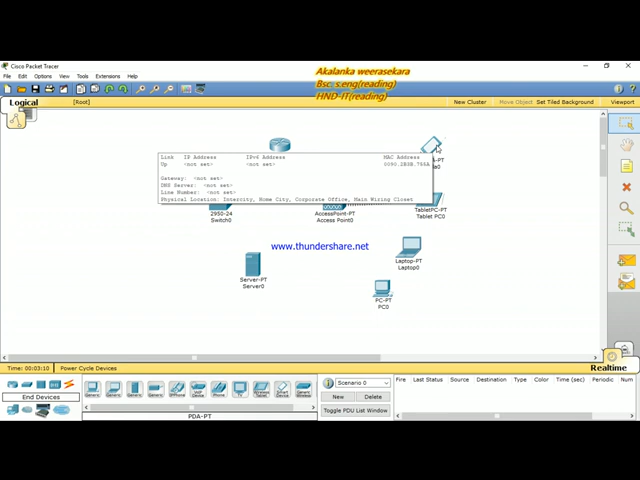 Akalanka weerasekara
Bsc. s.eng(reading)
HND-IT(reading)
Cisco Packet Tracer
File Edit Options View Tools Extensions Help
Logical [Root] New Cluster Move Object Set Tiled Background Viewport
Link IP Address IPv6 Address MAC Address
Up <not set> <not set>
Gateway: <not set>
DNS Server: <not set>
Line Number: <not set>
Physical Location: Intercity, Home City, Corporate Office, Main Wiring Closet
2950-24
Switch0
AccessPoint-PT
Access Point0
TabletPC-PT
Tablet PC0
www.thundershare.net
Laptop-PT
Laptop0
Server-PT
Server0
PC-PT
PC0
Time: 00:03:10 Power Cycle Devices Realtime
End Devices
PDA-PT
Scenario 0
New Delete
Toggle PDU List Window
Fire Last Status Source Destination Type Color Time (sec) Periodic Num